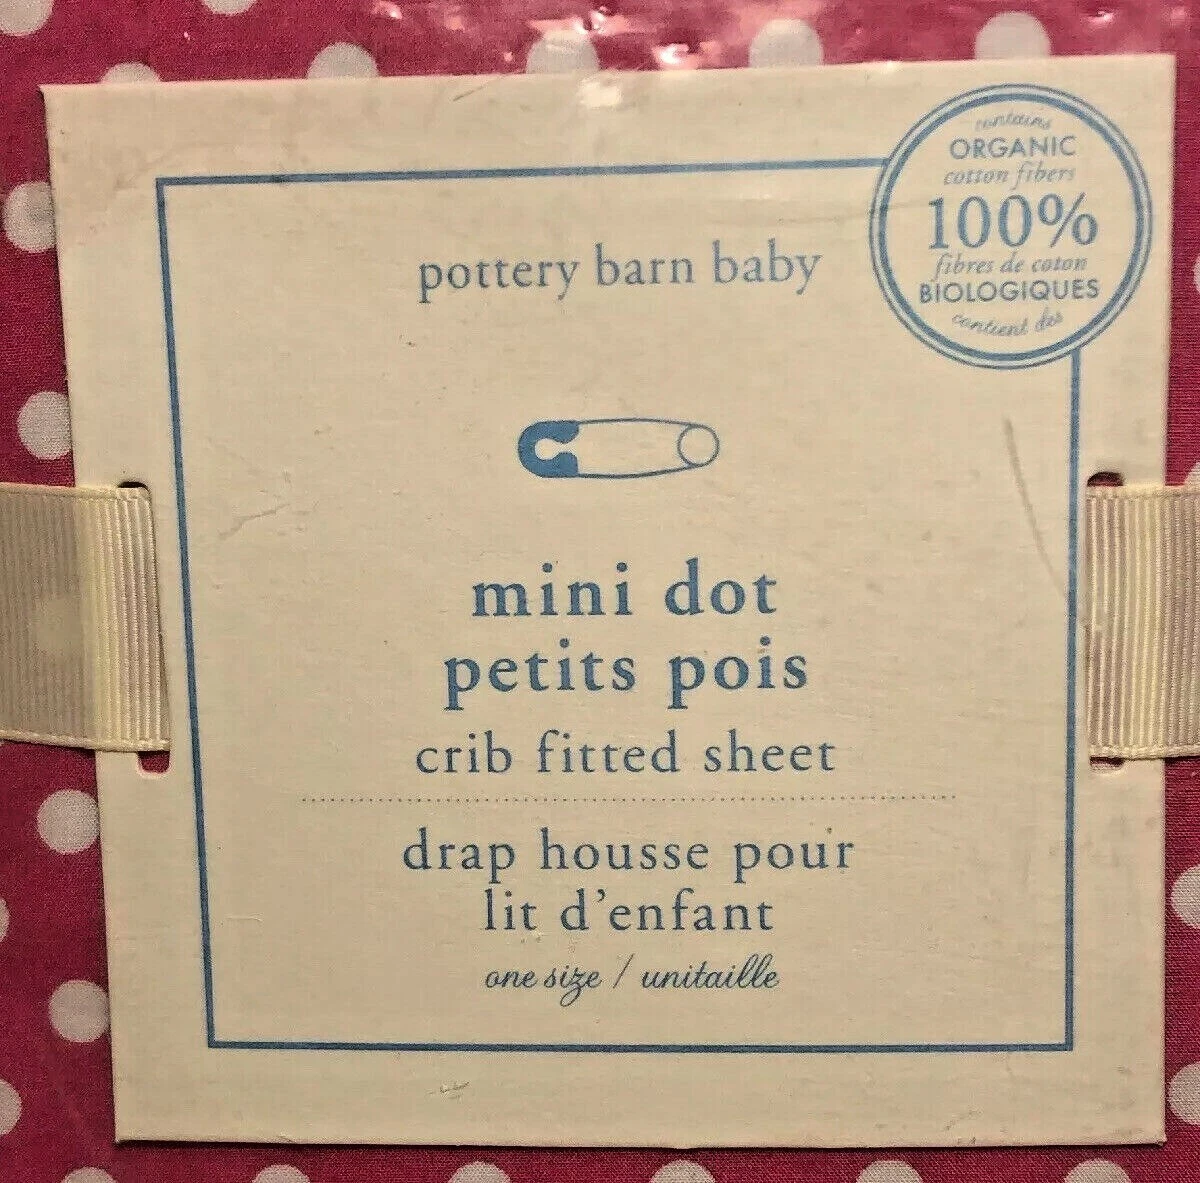 contains
ORGANIC
cotton fibers
100%
fibres de coton
BIOLOGIQUES
contient des
pottery barn baby
mini dot
petits pois
crib fitted sheet
drap housse pour
lit d'enfant
one size / unitaille